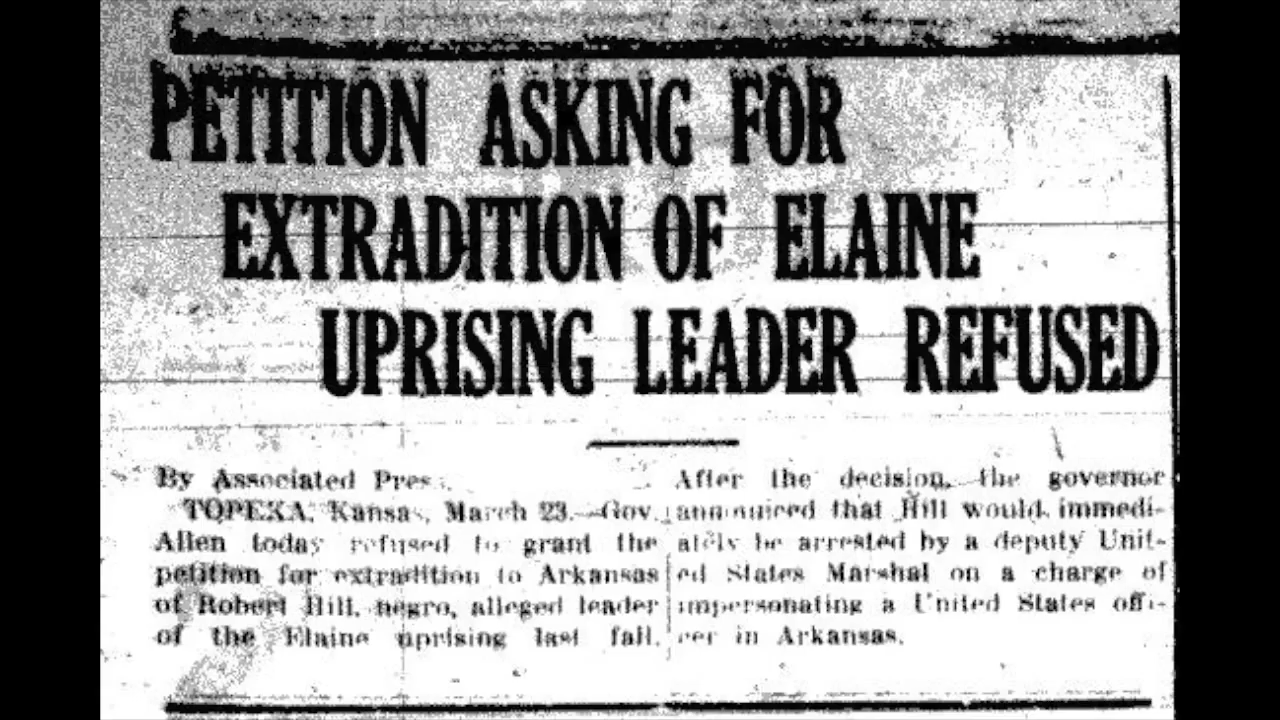 PETITION ASKING FOR
EXTRADITION OF ELAINE
UPRISING LEADER REFUSED
By Associated Pres
TOPEKA, Kansas, March 23.—Gov.
Allen today refused to grant the
petition for extradition to Arkansas
of Robert Hill, negro, alleged leader
of the Elaine uprising last fall.
After the decision, the governor
announced that Hill would immedi-
ately be arrested by a deputy Unit-
ed States Marshal on a charge of
impersonating a United States offi-
cer in Arkansas.